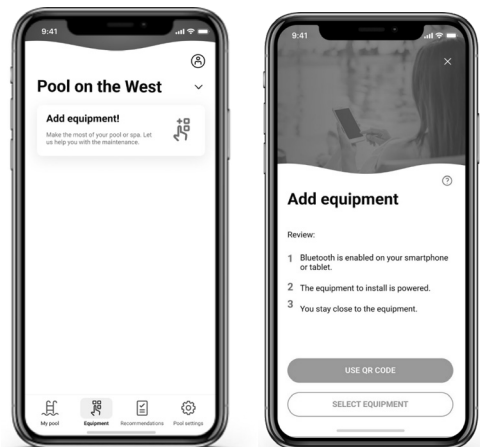 9:41
Pool on the West
Add equipment!
Make the most of your pool or spa. Let
us help you with the maintenance.
My pool
Equipment
Recommendations
Pool settings
9:41
Add equipment
Review:
1 Bluetooth is enabled on your smartphone
or tablet.
2 The equipment to install is powered.
3 You stay close to the equipment.
USE QR CODE
SELECT EQUIPMENT